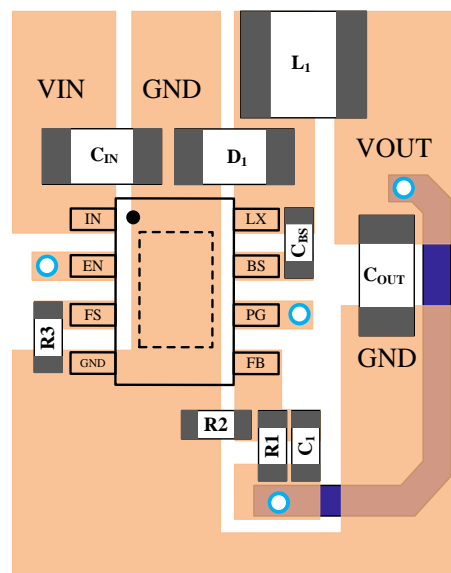 L1
VIN GND
CIN D1 VOUT
IN LX
CBS
EN BS
COUT
FS PG
R3
GND FB
GND
R2
R1 C1